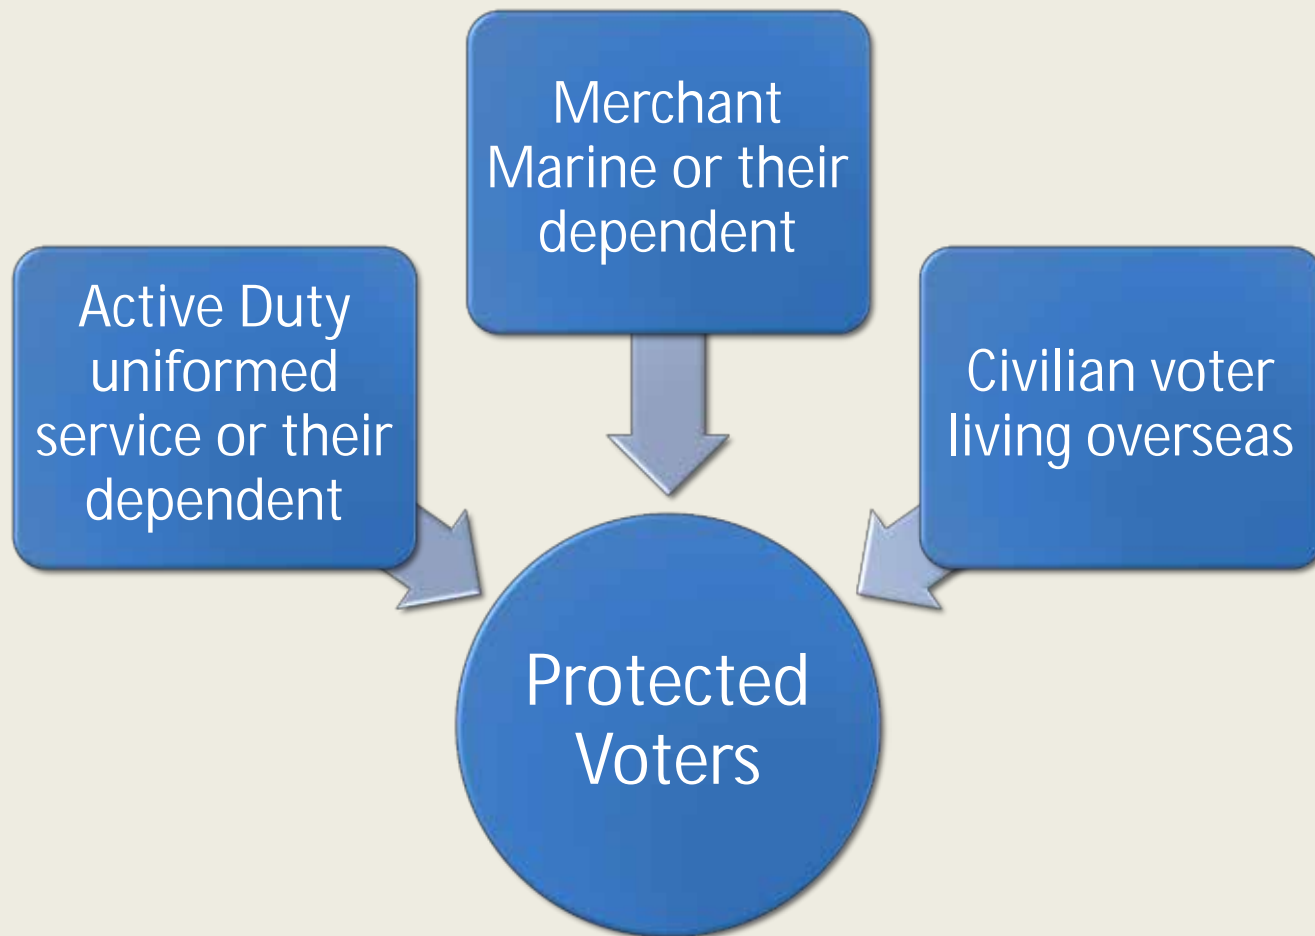 Merchant
Marine or their
dependent
Active Duty
uniformed
service or their
dependent
Civilian voter
living overseas
Protected
Voters